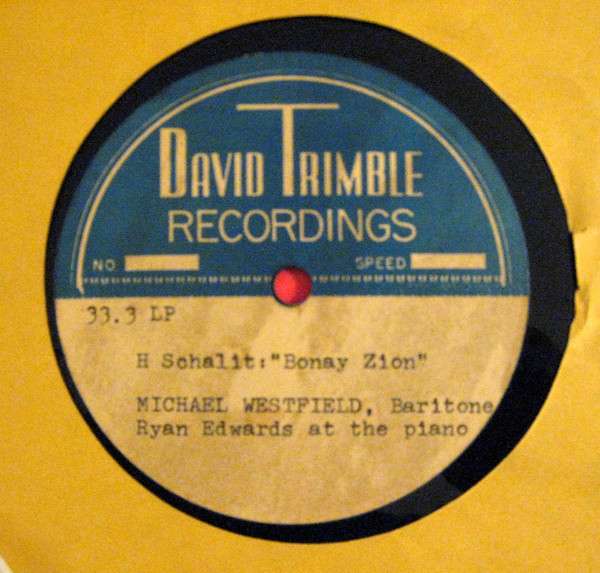 DAVID TRIMBLE
RECORDINGS
NO SPEED
33.3 LP
H Schalit:"Bonay Zion"
MICHAEL WESTFIELD, Baritone
Ryan Edwards at the piano